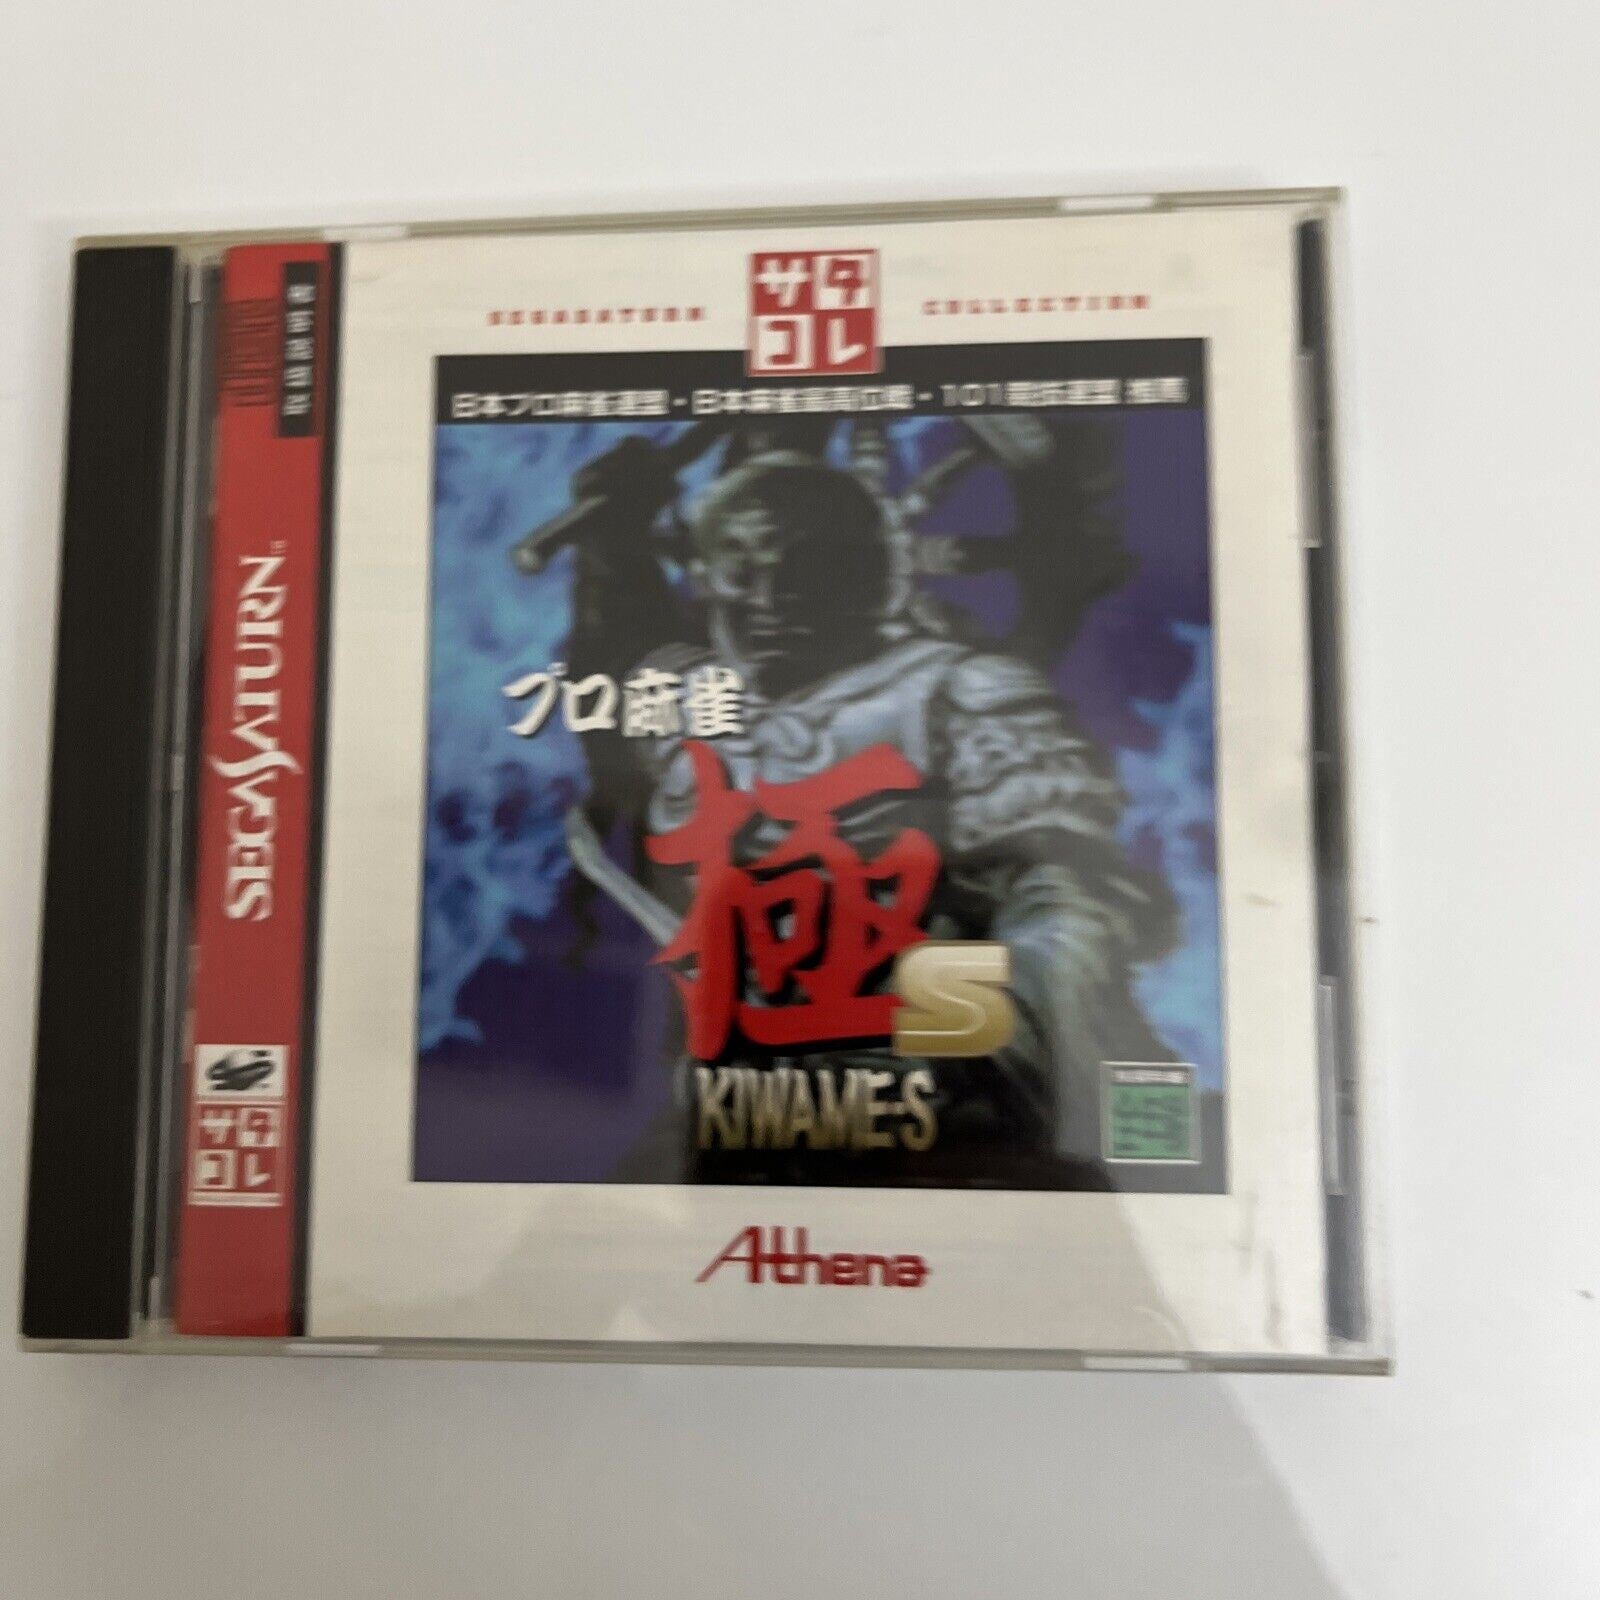 サタ
コレ
SEGASATURN COLLECTION
日本プロ麻雀連盟・日本麻雀最高位戦・101競技連盟 推薦
プロ麻雀
極S
KIWAME-S
Athena
SEGASATURN
サタ
コレ